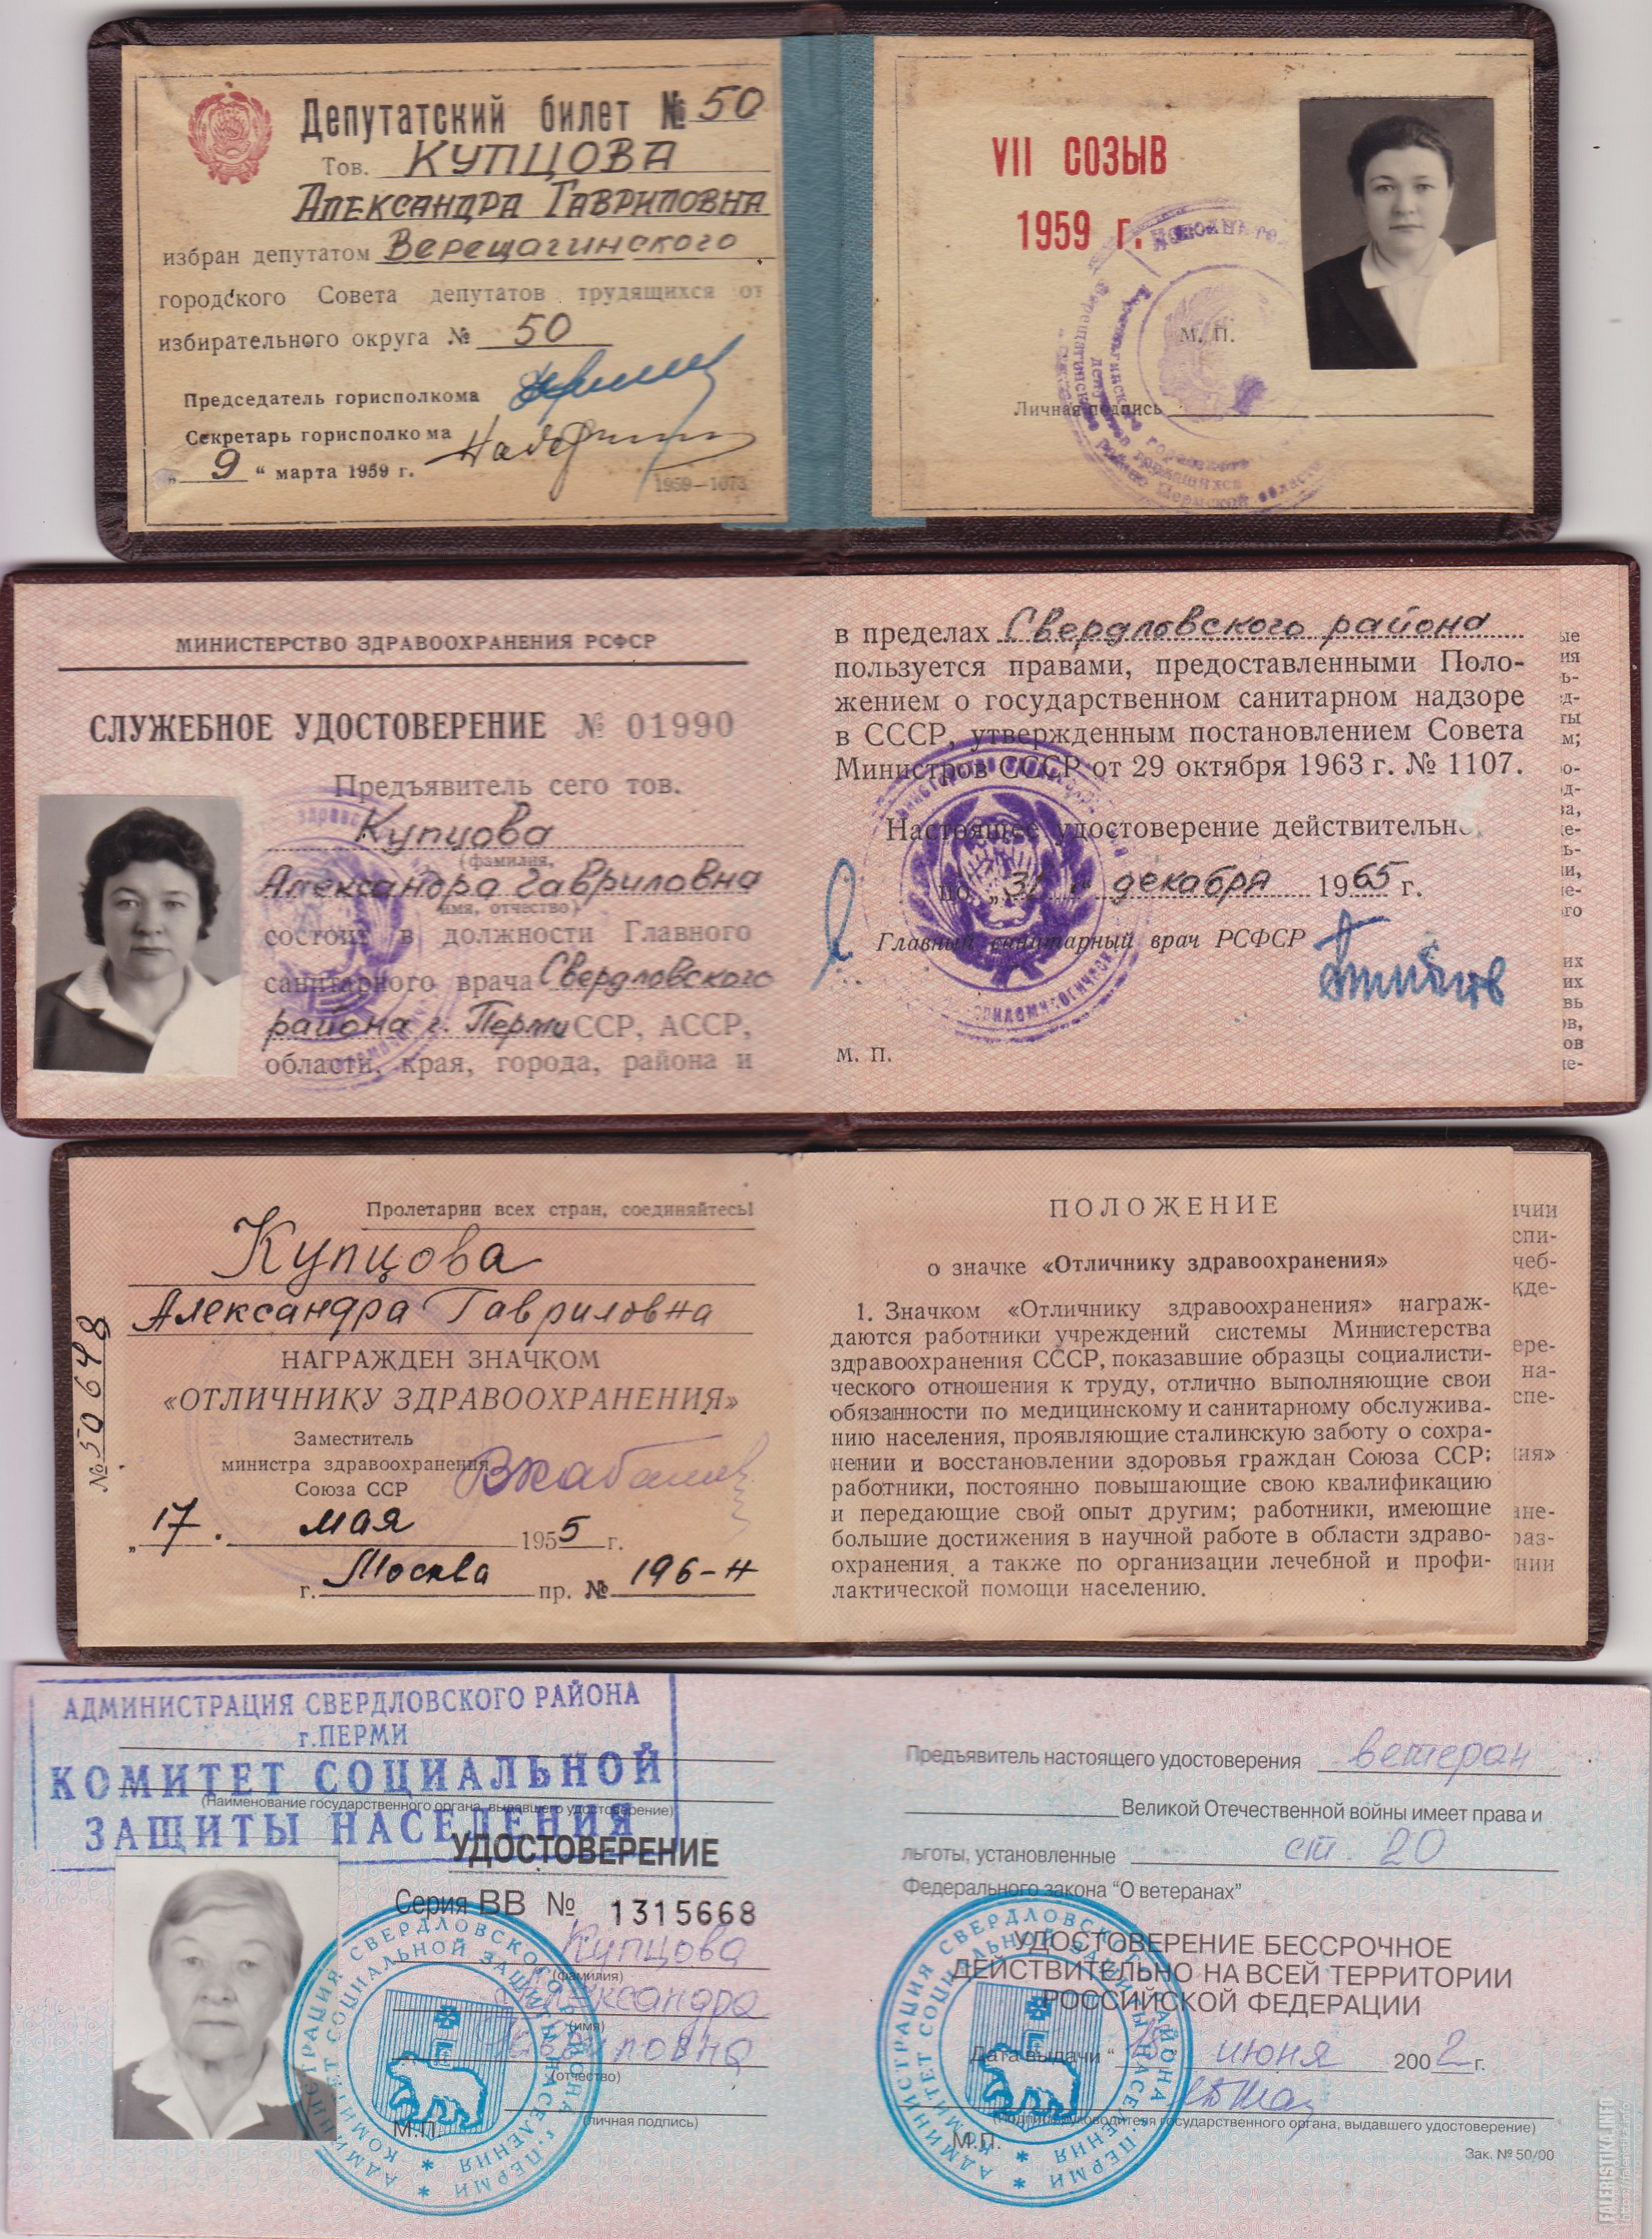 Депутатский билет № 50
Тов. КУПЦОВА
АЛЕКСАНДРА ГАВРИЛОВНА
избран депутатом Верещагинского
городского Совета депутатов трудящихся от
избирательного округа № 50
Председатель горисполкома
Секретарь горисполкома
„ 9 “ марта 1959 г.
1959—1073
VII СОЗЫВ
1959 г.
М. П.
Личная подпись
МИНИСТЕРСТВО ЗДРАВООХРАНЕНИЯ РСФСР
СЛУЖЕБНОЕ УДОСТОВЕРЕНИЕ № 01990
Предъявитель сего тов.
Купцова
(фамилия,
Александра Гавриловна
имя, отчество)
состоит в должности Главного
санитарного врача Свердловского
района г. Перми ССР, АССР,
области, края, города, района и
в пределах Свердловского района
пользуется правами, предоставленными Поло-
жением о государственном санитарном надзоре
в СССР, утвержденным постановлением Совета
Министров СССР от 29 октября 1963 г. № 1107.
Настоящее удостоверение действительно
по „31“ декабря 1965 г.
Главный санитарный врач РСФСР
М. П.
Пролетарии всех стран, соединяйтесь!
Купцова
Александра Гавриловна
НАГРАЖДЕН ЗНАЧКОМ
«ОТЛИЧНИКУ ЗДРАВООХРАНЕНИЯ»
Заместитель
министра здравоохранения
Союза ССР
„17. мая 1955 г.
г. Москва пр. № 196-н
№ 50648
ПОЛОЖЕНИЕ
о значке «Отличнику здравоохранения»
1. Значком «Отличнику здравоохранения» награж-
даются работники учреждений системы Министерства
здравоохранения СССР, показавшие образцы социалисти-
ческого отношения к труду, отлично выполняющие свои
обязанности по медицинскому и санитарному обслужива-
нию населения, проявляющие сталинскую заботу о сохра-
нении и восстановлении здоровья граждан Союза ССР;
работники, постоянно повышающие свою квалификацию
и передающие свой опыт другим; работники, имеющие
большие достижения в научной работе в области здраво-
охранения, а также по организации лечебной и профи-
лактической помощи населению.
АДМИНИСТРАЦИЯ СВЕРДЛОВСКОГО РАЙОНА
г.ПЕРМИ
КОМИТЕТ СОЦИАЛЬНОЙ
(Наименование государственного органа, выдавшего удостоверение)
ЗАЩИТЫ НАСЕЛЕНИЯ
УДОСТОВЕРЕНИЕ
Серия ВВ № 1315668
Купцова
(фамилия)
Александра
(имя)
Гавриловна
(отчество)
(личная подпись)
М.П.
Предъявитель настоящего удостоверения ветеран
Великой Отечественной войны имеет права и
льготы, установленные ст. 20
Федерального закона "О ветеранах"
УДОСТОВЕРЕНИЕ БЕССРОЧНОЕ
ДЕЙСТВИТЕЛЬНО НА ВСЕЙ ТЕРРИТОРИИ
РОССИЙСКОЙ ФЕДЕРАЦИИ
Дата выдачи " июня 2002 г.
(подпись руководителя государственного органа, выдавшего удостоверение)
М.П.
Зак. № 50/00
FALERISTIKA.INFO